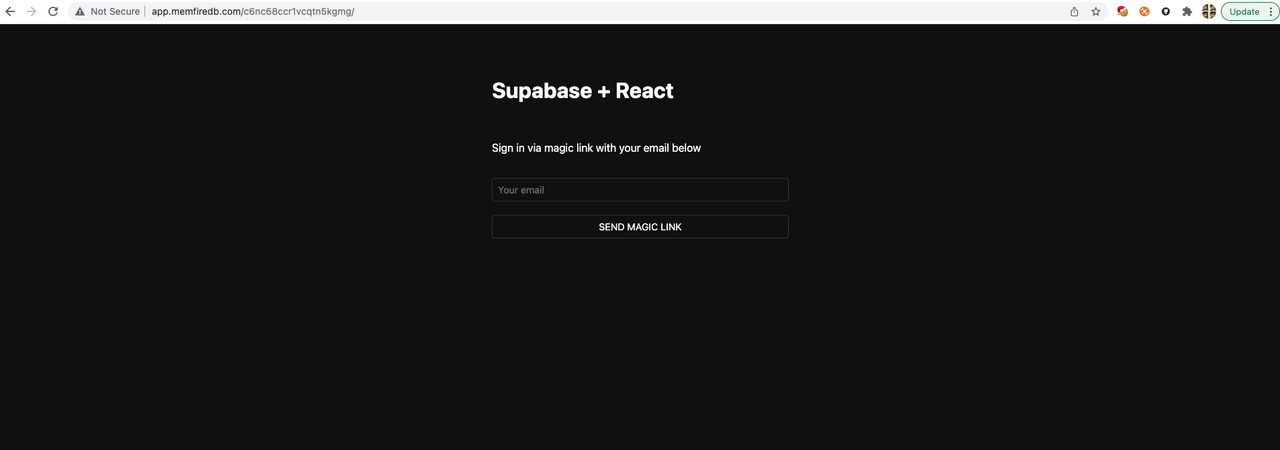 Not Secure | app.memfiredb.com/c6nc68ccr1vcqtn5kgmg/ Update
Supabase + React
Sign in via magic link with your email below
Your email
SEND MAGIC LINK